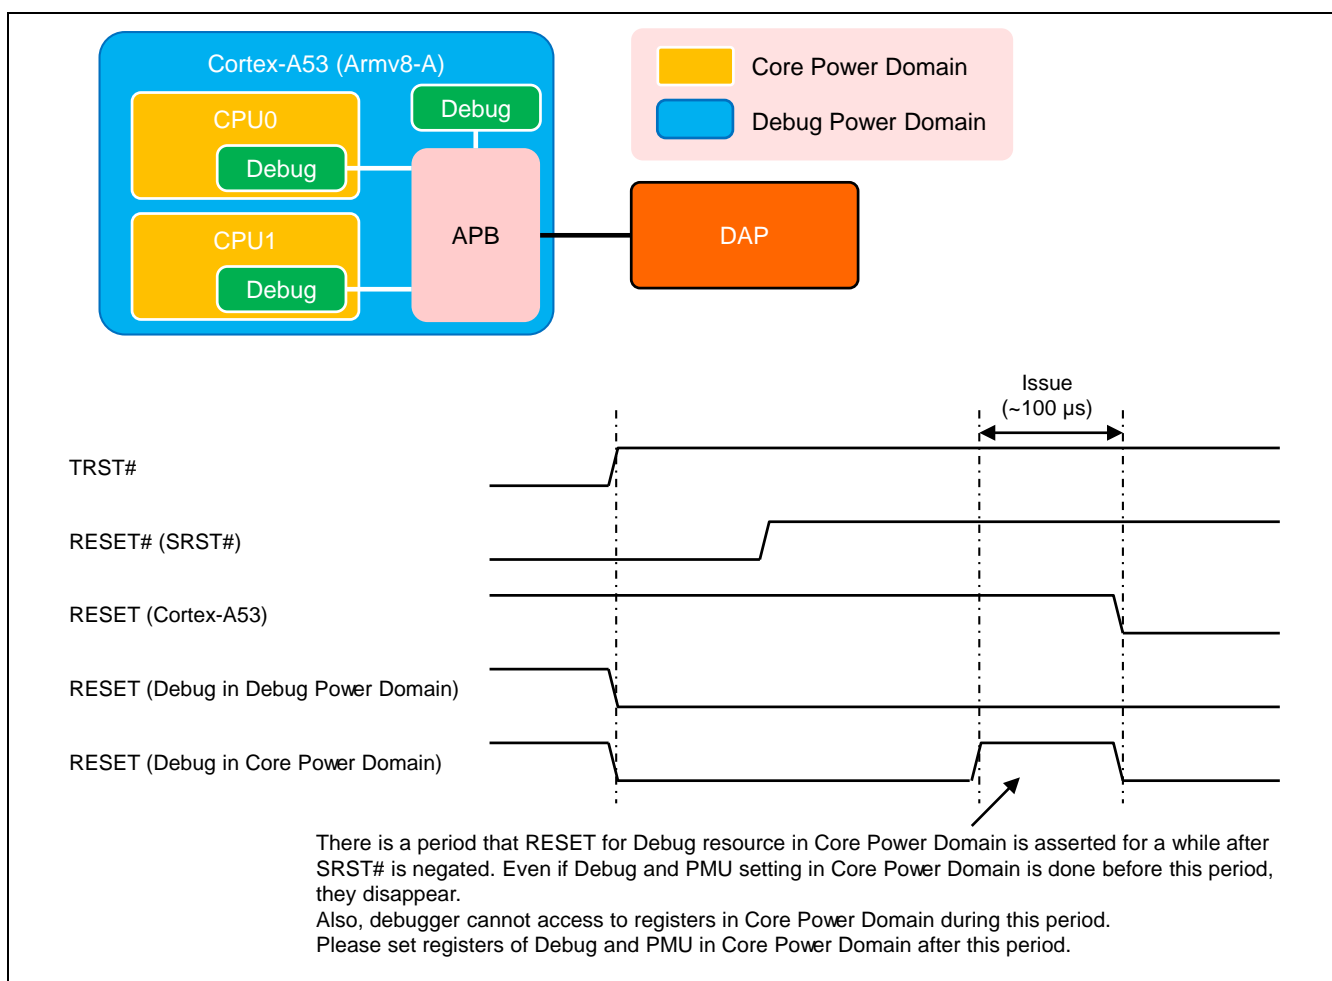 Cortex-A53 (Armv8-A)
CPU0
Debug
Debug
CPU1
Debug
APB
DAP
Core Power Domain
Debug Power Domain
Issue
(~100 µs)
TRST#
RESET# (SRST#)
RESET (Cortex-A53)
RESET (Debug in Debug Power Domain)
RESET (Debug in Core Power Domain)
There is a period that RESET for Debug resource in Core Power Domain is asserted for a while after
SRST# is negated. Even if Debug and PMU setting in Core Power Domain is done before this period,
they disappear.
Also, debugger cannot access to registers in Core Power Domain during this period.
Please set registers of Debug and PMU in Core Power Domain after this period.